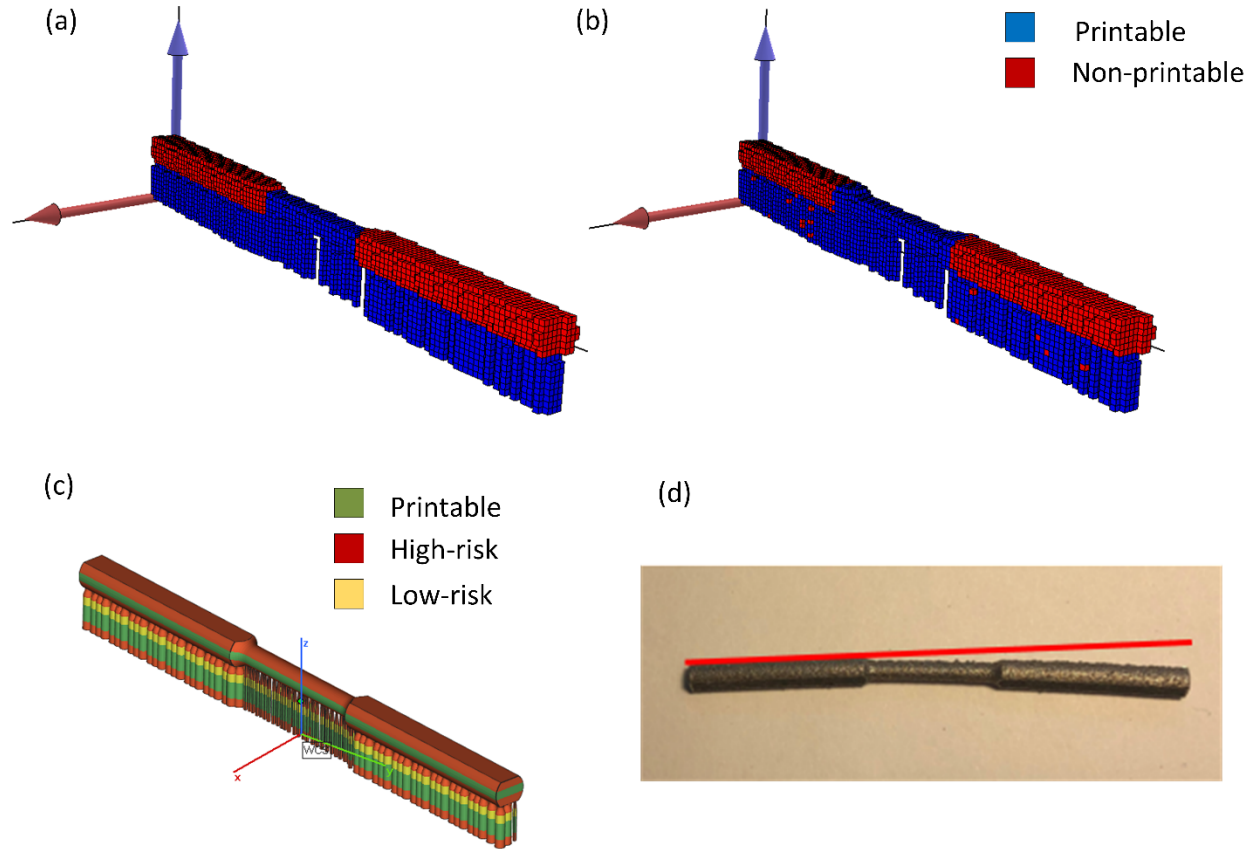 (a)
(b)
Printable
Non-printable
(c)
Printable
High-risk
Low-risk
z
WCS
x
y
(d)